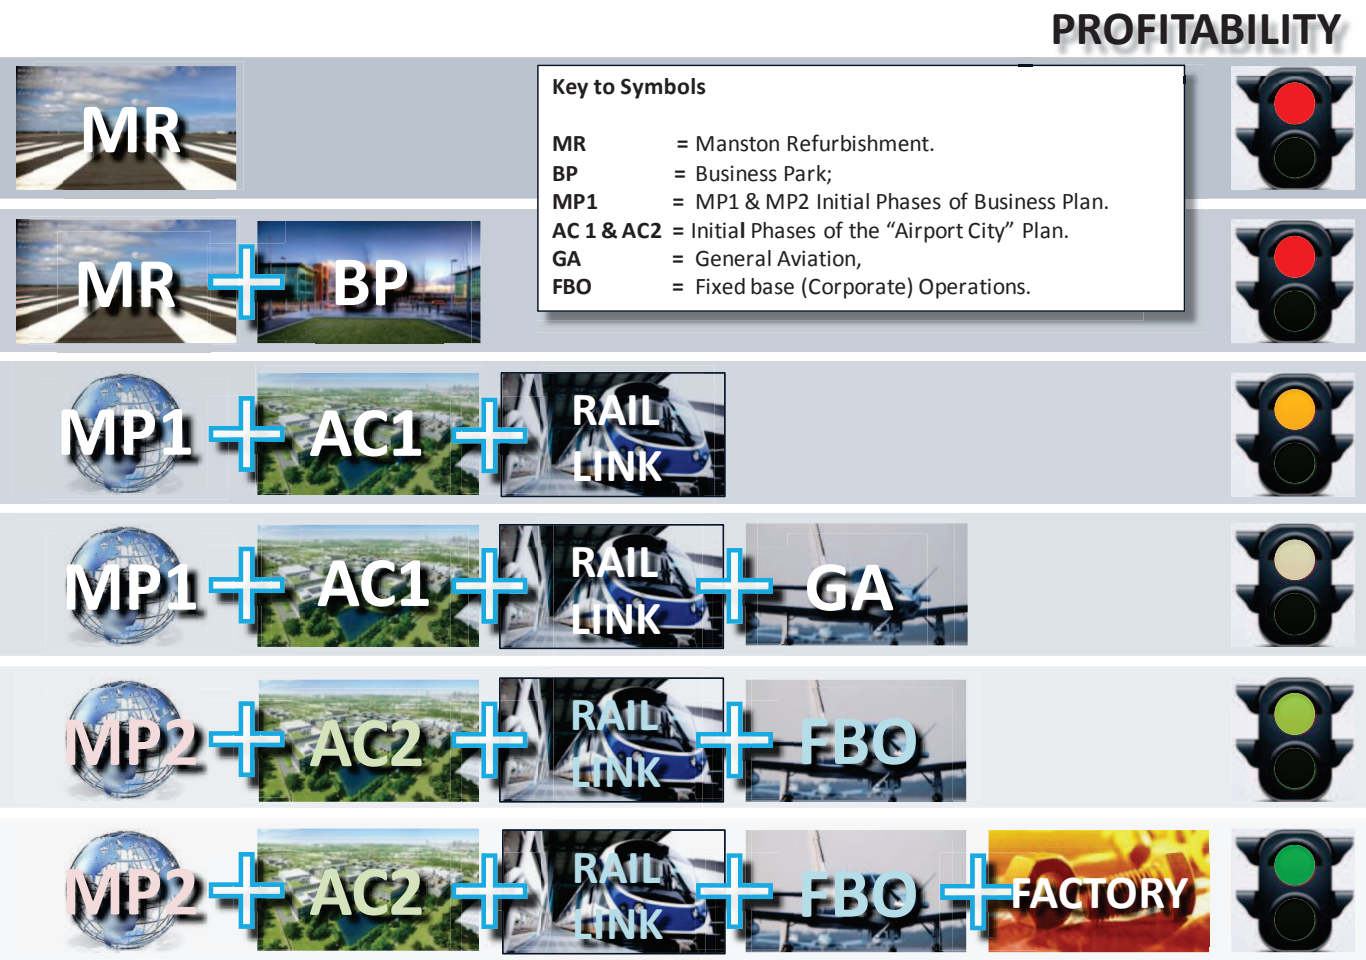 PROFITABILITY
MR
Key to Symbols
MR = Manston Refurbishment.
BP = Business Park;
MP1 = MP1 & MP2 Initial Phases of Business Plan.
AC 1 & AC2 = Initial Phases of the “Airport City” Plan.
GA = General Aviation,
FBO = Fixed base (Corporate) Operations.
MR + BP
MP1 + AC1 + RAIL
LINK
MP1 + AC1 + RAIL
LINK + GA
MP2 + AC2 + RAIL
LINK + FBO
MP2 + AC2 + RAIL
LINK + FBO + FACTORY